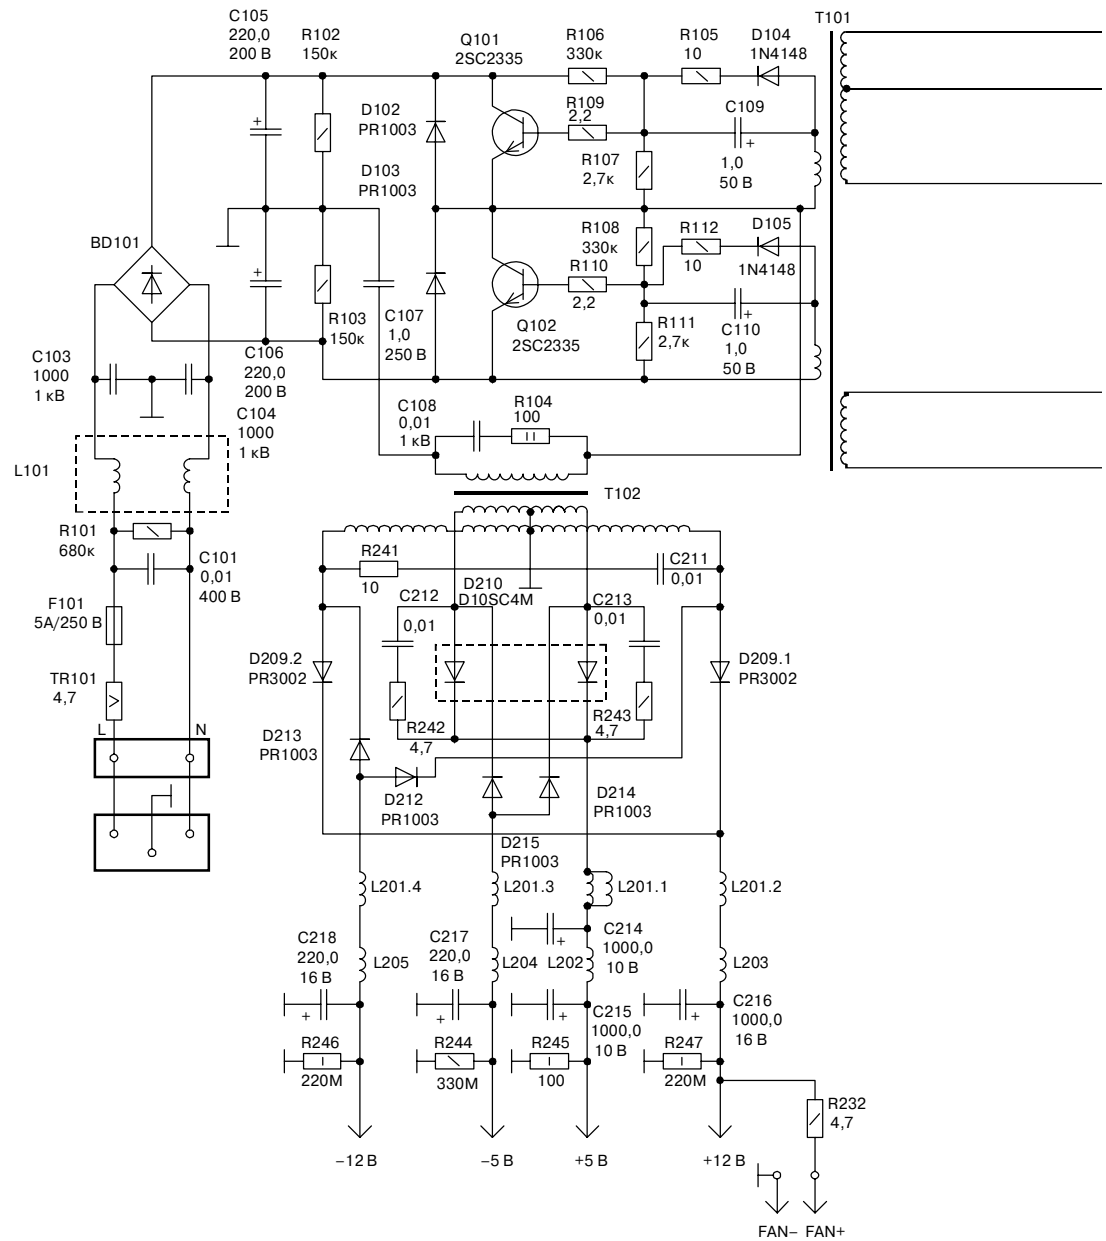 C105
220,0
200 В
R102
150к
Q101
2SC2335
R106
330к
R105
10
D104
1N4148
T101
D102
PR1003
R109
2,2
C109
+
+
1,0
50 В
D103
PR1003
R107
2,7к
BD101
R108
330к
R112
10
D105
1N4148
R110
2,2
+
C107
1,0
250 В
Q102
2SC2335
R111
2,7к
+
C110
1,0
50 В
R103
150к
C106
220,0
200 В
C103
1000
1 кВ
C104
1000
1 кВ
C108
0,01
1 кВ
R104
100
L101
T102
R101
680к
C101
0,01
400 В
R241
10
C211
0,01
D210
D10SC4M
C212
0,01
C213
0,01
F101
5А/250 В
D209.2
PR3002
D209.1
PR3002
TR101
4,7
R242
4,7
R243
4,7
L
N
D213
PR1003
D212
PR1003
D214
PR1003
D215
PR1003
L201.4
L201.3
L201.1
L201.2
C218
220,0
16 В
L205
C217
220,0
16 В
L204
L202
+
C214
1000,0
10 В
L203
+
+
+
+
C215
1000,0
10 В
C216
1000,0
16 В
R246
220М
R244
330М
R245
100
R247
220М
R232
4,7
−12 В
−5 В
+5 В
+12 В
FAN− FAN+